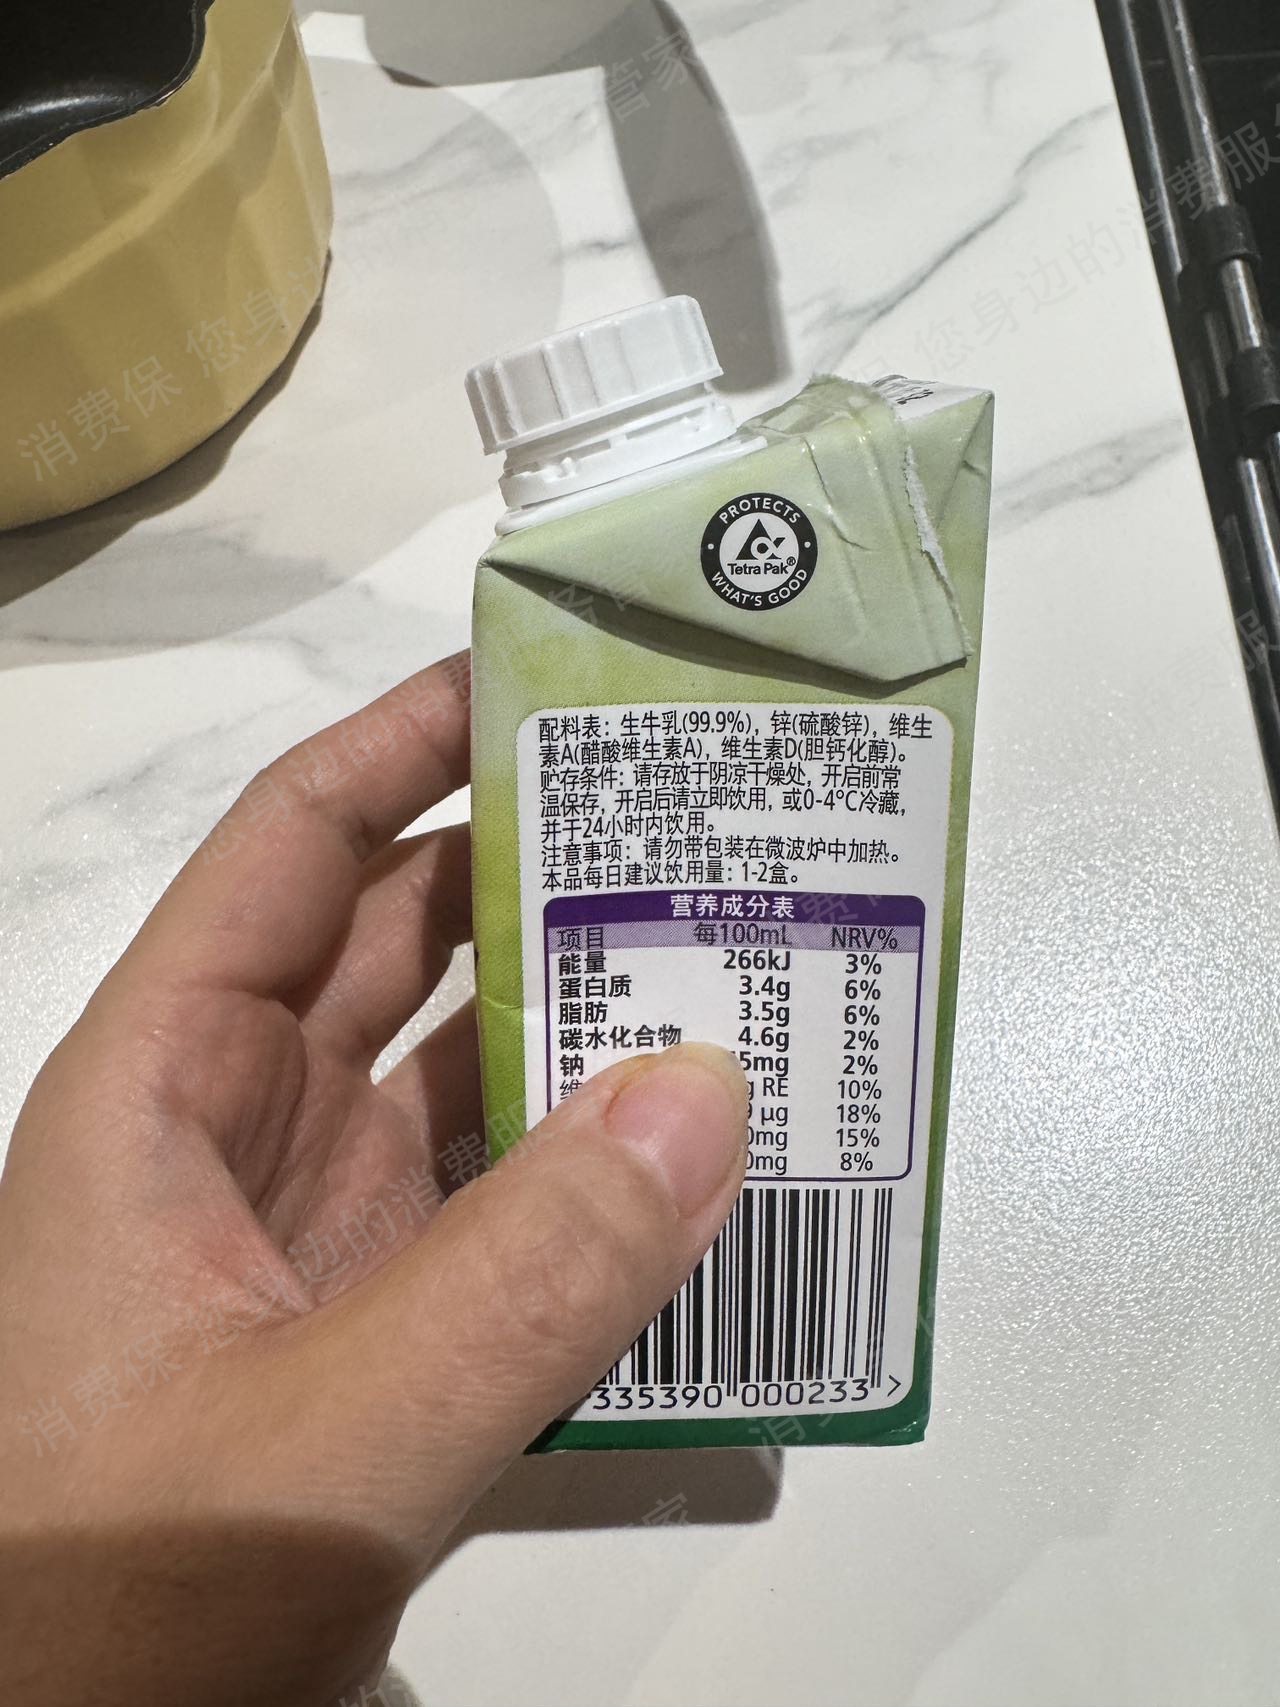 PROTECTS
Tetra Pak®
WHAT'S GOOD
配料表：生牛乳(99.9%)，锌(硫酸锌)，维生
素A(醋酸维生素A)，维生素D(胆钙化醇)。
贮存条件：请存放于阴凉干燥处，开启前常
温保存，开启后请立即饮用，或0-4°C冷藏，
并于24小时内饮用。
注意事项：请勿带包装在微波炉中加热。
本品每日建议饮用量：1-2盒。
营养成分表
项目 每100mL NRV%
能量 266kJ 3%
蛋白质 3.4g 6%
脂肪 3.5g 6%
碳水化合物 4.6g 2%
钠 5mg 2%
维 g RE 10%
µg 18%
0mg 15%
0mg 8%
335390 000233 >
消费保 您身边的消费服务管家